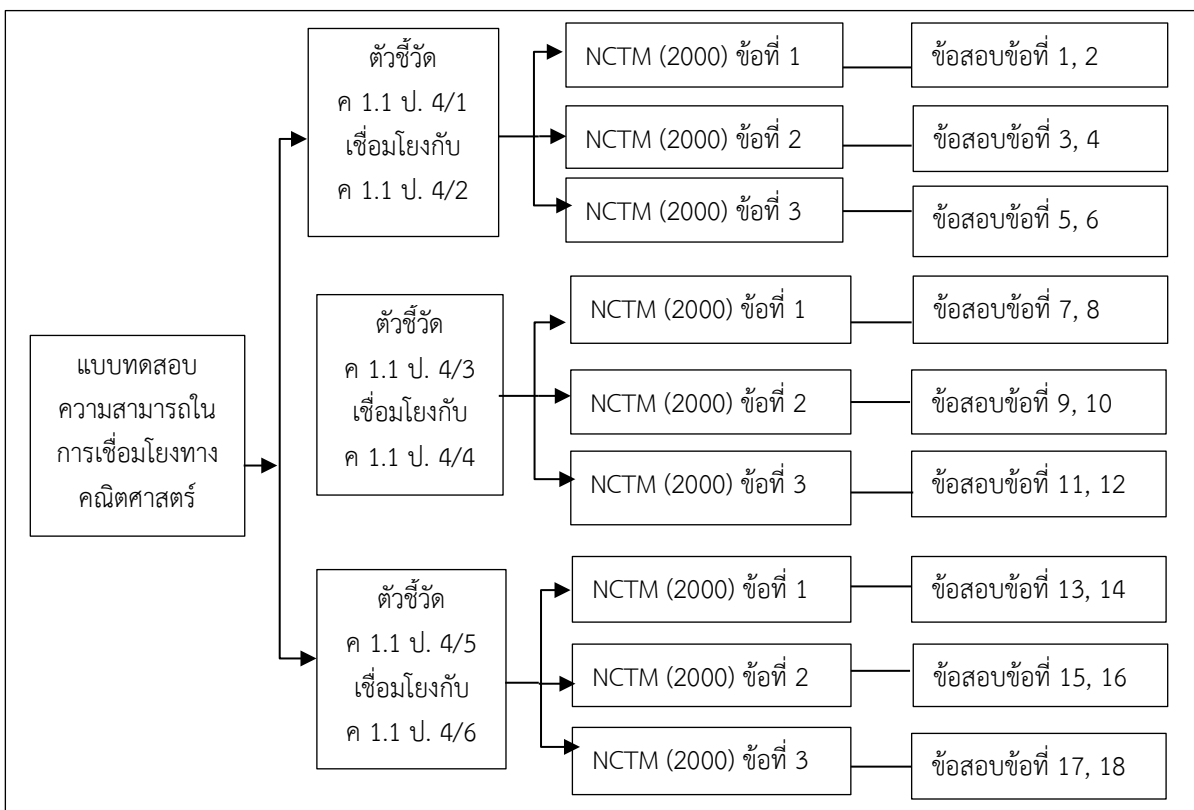 แบบทดสอบ
ความสามารถใน
การเชื่อมโยงทาง
คณิตศาสตร์
ตัวชี้วัด
ค 1.1 ป. 4/1
เชื่อมโยงกับ
ค 1.1 ป. 4/2
NCTM (2000) ข้อที่ 1
ข้อสอบข้อที่ 1, 2
NCTM (2000) ข้อที่ 2
ข้อสอบข้อที่ 3, 4
NCTM (2000) ข้อที่ 3
ข้อสอบข้อที่ 5, 6
ตัวชี้วัด
ค 1.1 ป. 4/3
เชื่อมโยงกับ
ค 1.1 ป. 4/4
NCTM (2000) ข้อที่ 1
ข้อสอบข้อที่ 7, 8
NCTM (2000) ข้อที่ 2
ข้อสอบข้อที่ 9, 10
NCTM (2000) ข้อที่ 3
ข้อสอบข้อที่ 11, 12
ตัวชี้วัด
ค 1.1 ป. 4/5
เชื่อมโยงกับ
ค 1.1 ป. 4/6
NCTM (2000) ข้อที่ 1
ข้อสอบข้อที่ 13, 14
NCTM (2000) ข้อที่ 2
ข้อสอบข้อที่ 15, 16
NCTM (2000) ข้อที่ 3
ข้อสอบข้อที่ 17, 18